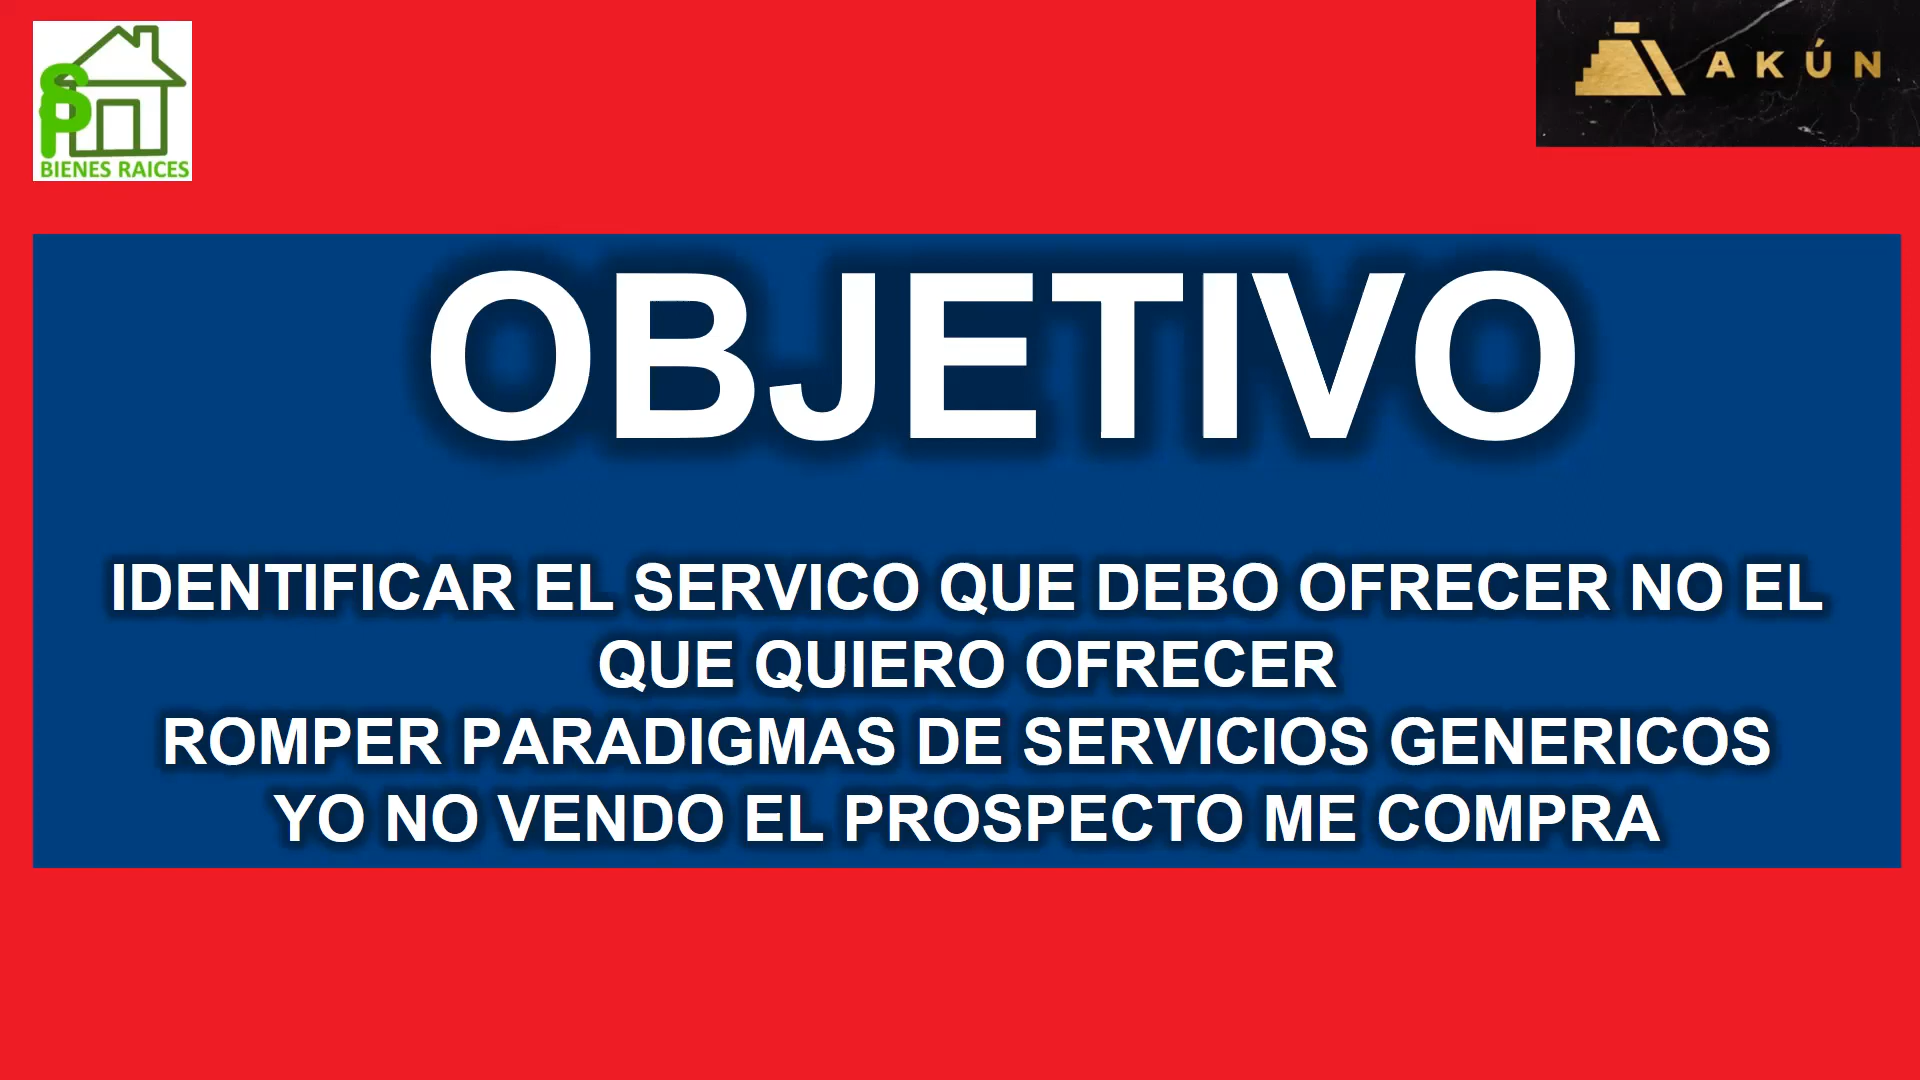 SP
BIENES RAICES
AKÚN
OBJETIVO
IDENTIFICAR EL SERVICO QUE DEBO OFRECER NO EL
QUE QUIERO OFRECER
ROMPER PARADIGMAS DE SERVICIOS GENERICOS
YO NO VENDO EL PROSPECTO ME COMPRA